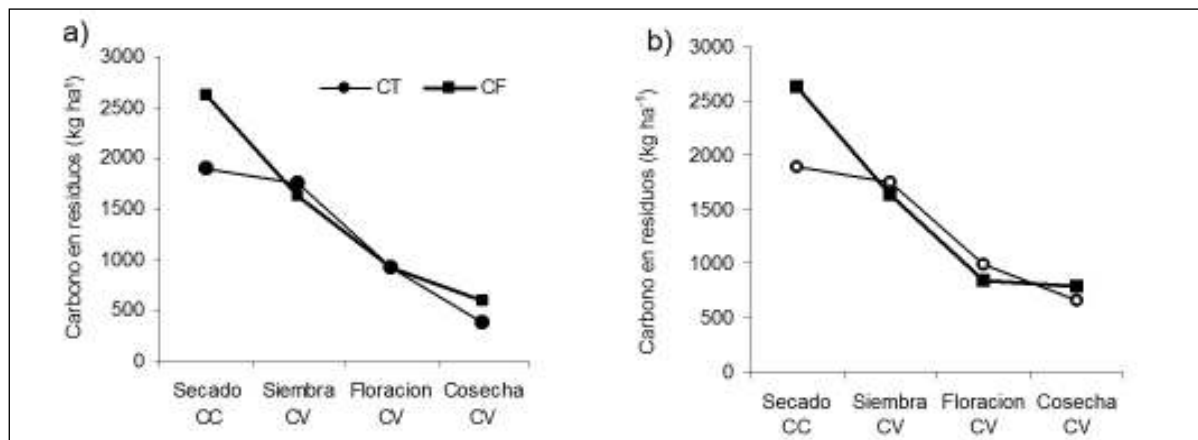 a)
3000
2500
2000
1500
1000
500
0
Carbono en residuos (kg ha¹)
CT
CF
Secado Siembra Floracion Cosecha
CC CV CV CV
b)
3000
2500
2000
1500
1000
500
0
Carbono en residuos (kg ha⁻¹)
Secado Siembra Floracion Cosecha
CC CV CV CV